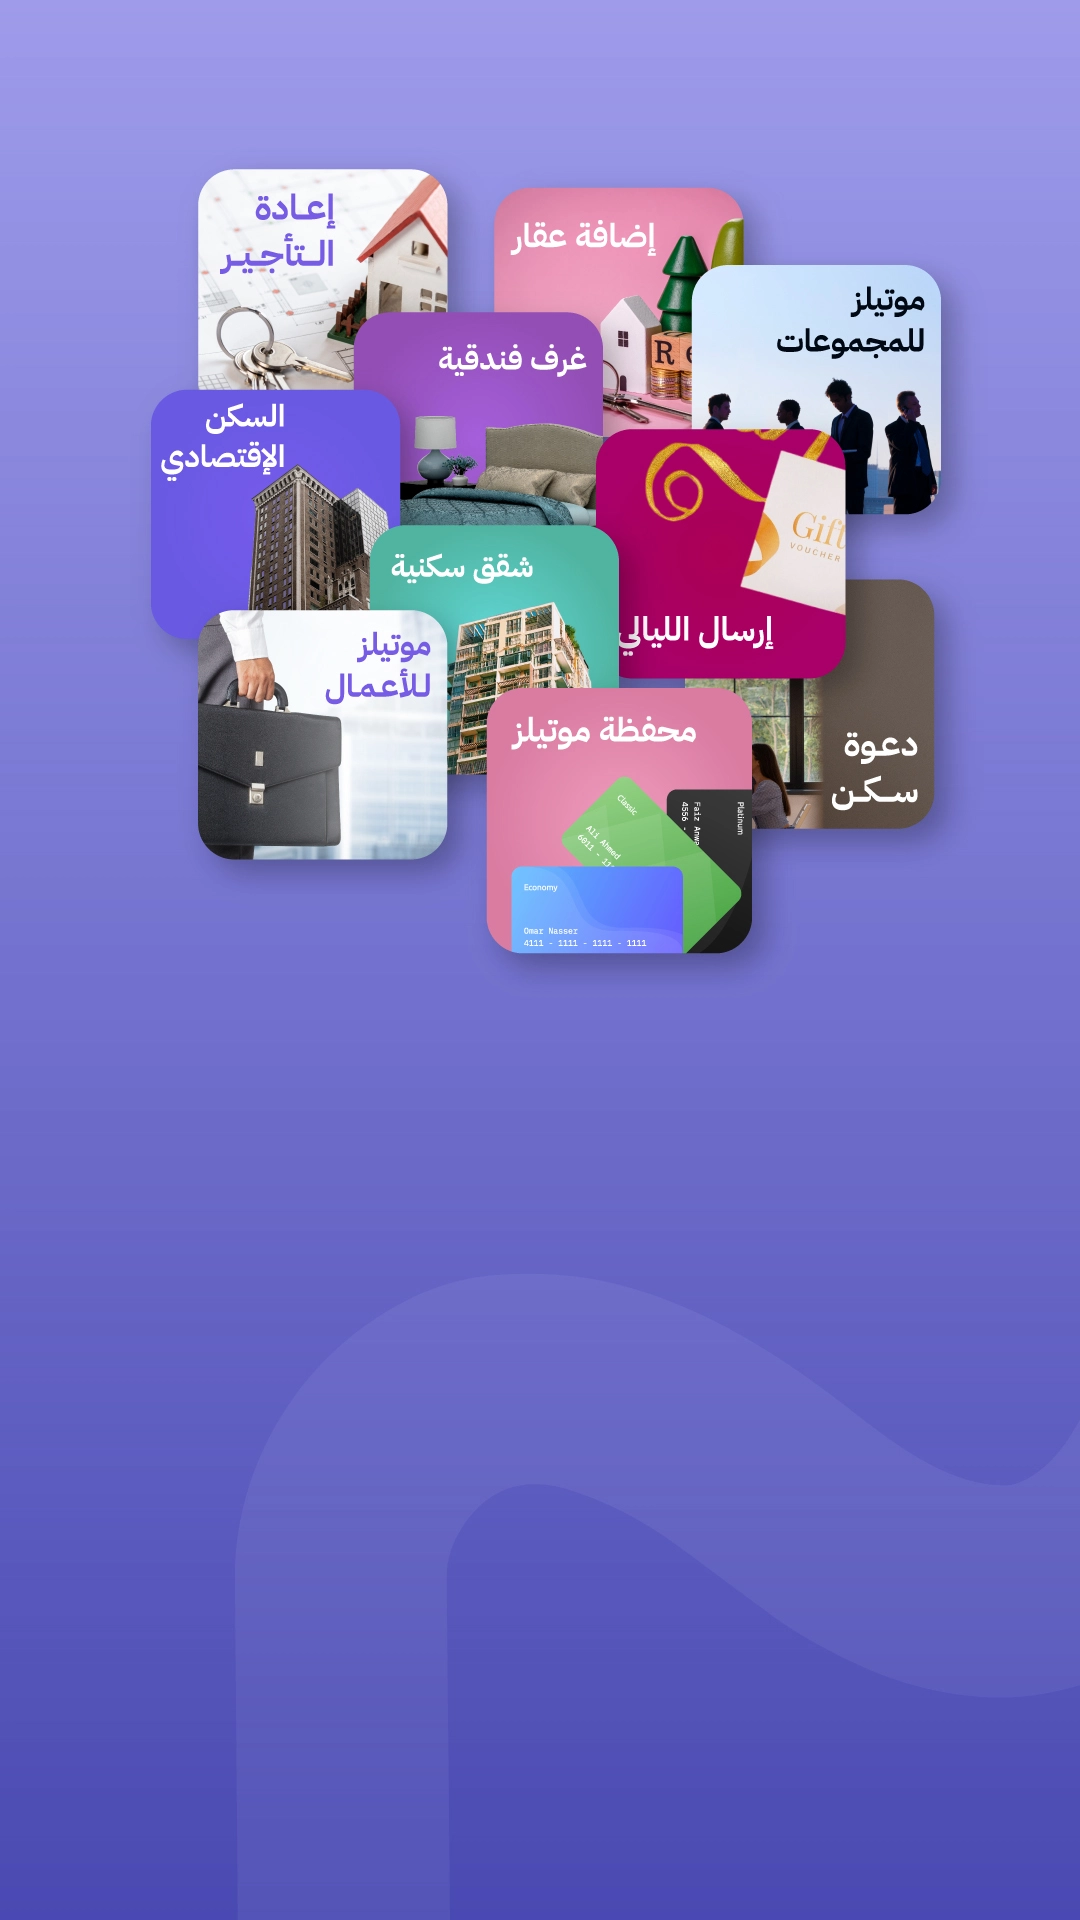 إعادة
التأجير
إضافة عقار
موتيلز
للمجموعات
غرف فندقية
السكن
الإقتصادي
Gift
VOUCHER
شقق سكنية
إرسال الليالي
موتيلز
للأعمال
محفظة موتيلز
دعوة
سكن
Classic
Ali Ahmed
6011 - 11
Platinum
Faiz Anwa
4556 -
Economy
Omar Nasser
4111 - 1111 - 1111 - 1111